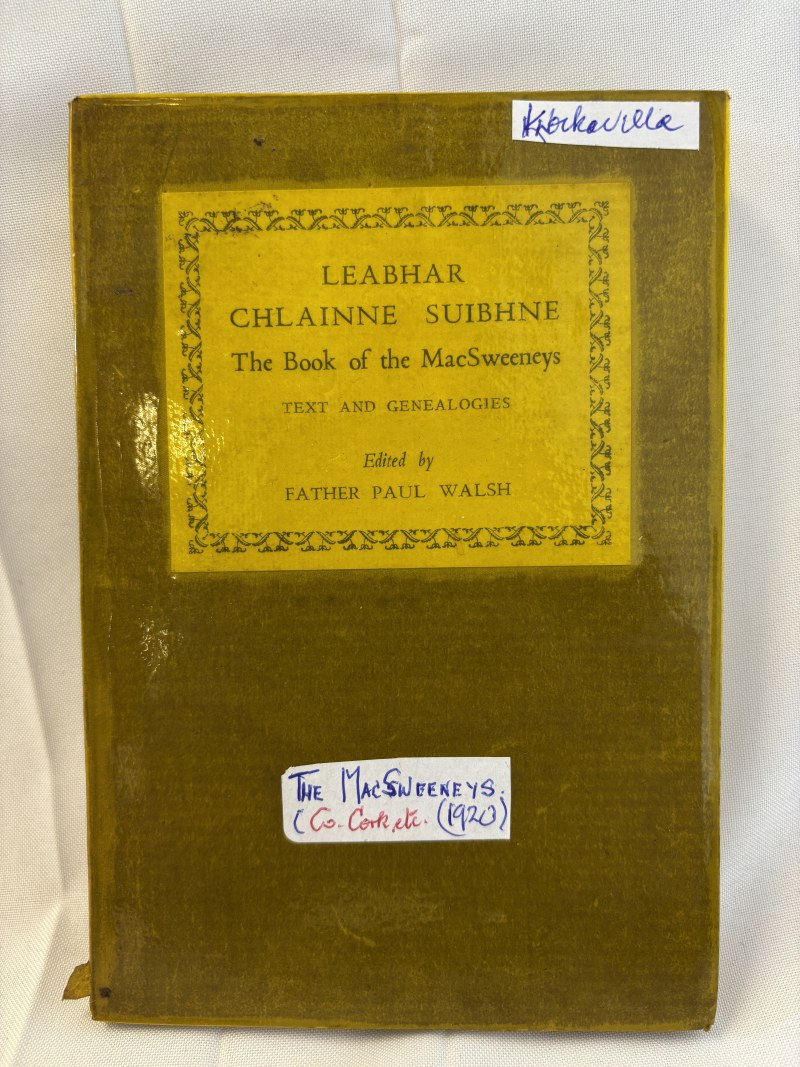 Knockavilla
LEABHAR
CHLAINNE SUIBHNE
The Book of the MacSweeneys
TEXT AND GENEALOGIES
Edited by
FATHER PAUL WALSH
THE MACSWEENEYS.
(Co. Cork, etc. (1920)